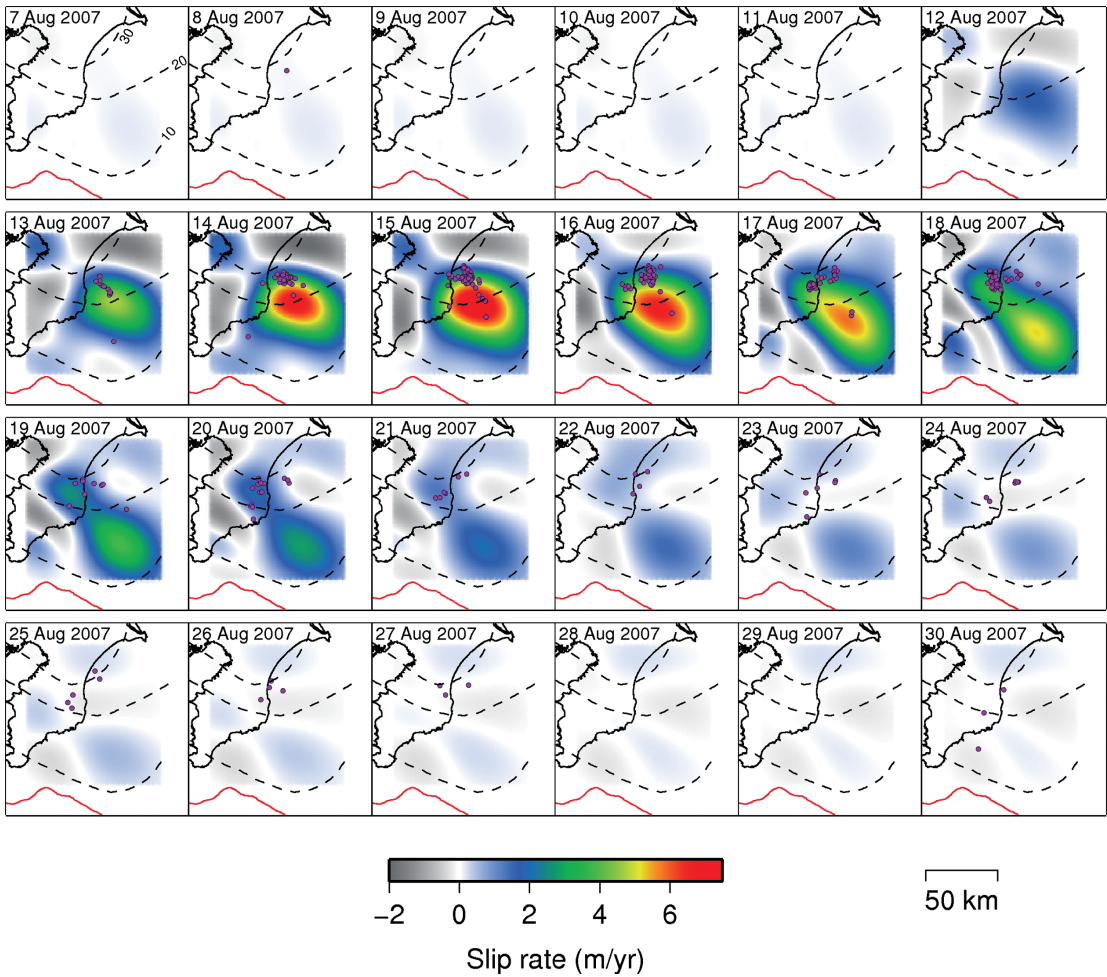 7 Aug 2007
8 Aug 2007
9 Aug 2007
10 Aug 2007
11 Aug 2007
12 Aug 2007
30
20
10
13 Aug 2007
14 Aug 2007
15 Aug 2007
16 Aug 2007
17 Aug 2007
18 Aug 2007
19 Aug 2007
20 Aug 2007
21 Aug 2007
22 Aug 2007
23 Aug 2007
24 Aug 2007
25 Aug 2007
26 Aug 2007
27 Aug 2007
28 Aug 2007
29 Aug 2007
30 Aug 2007
−2 0 2 4 6
Slip rate (m/yr)
50 km